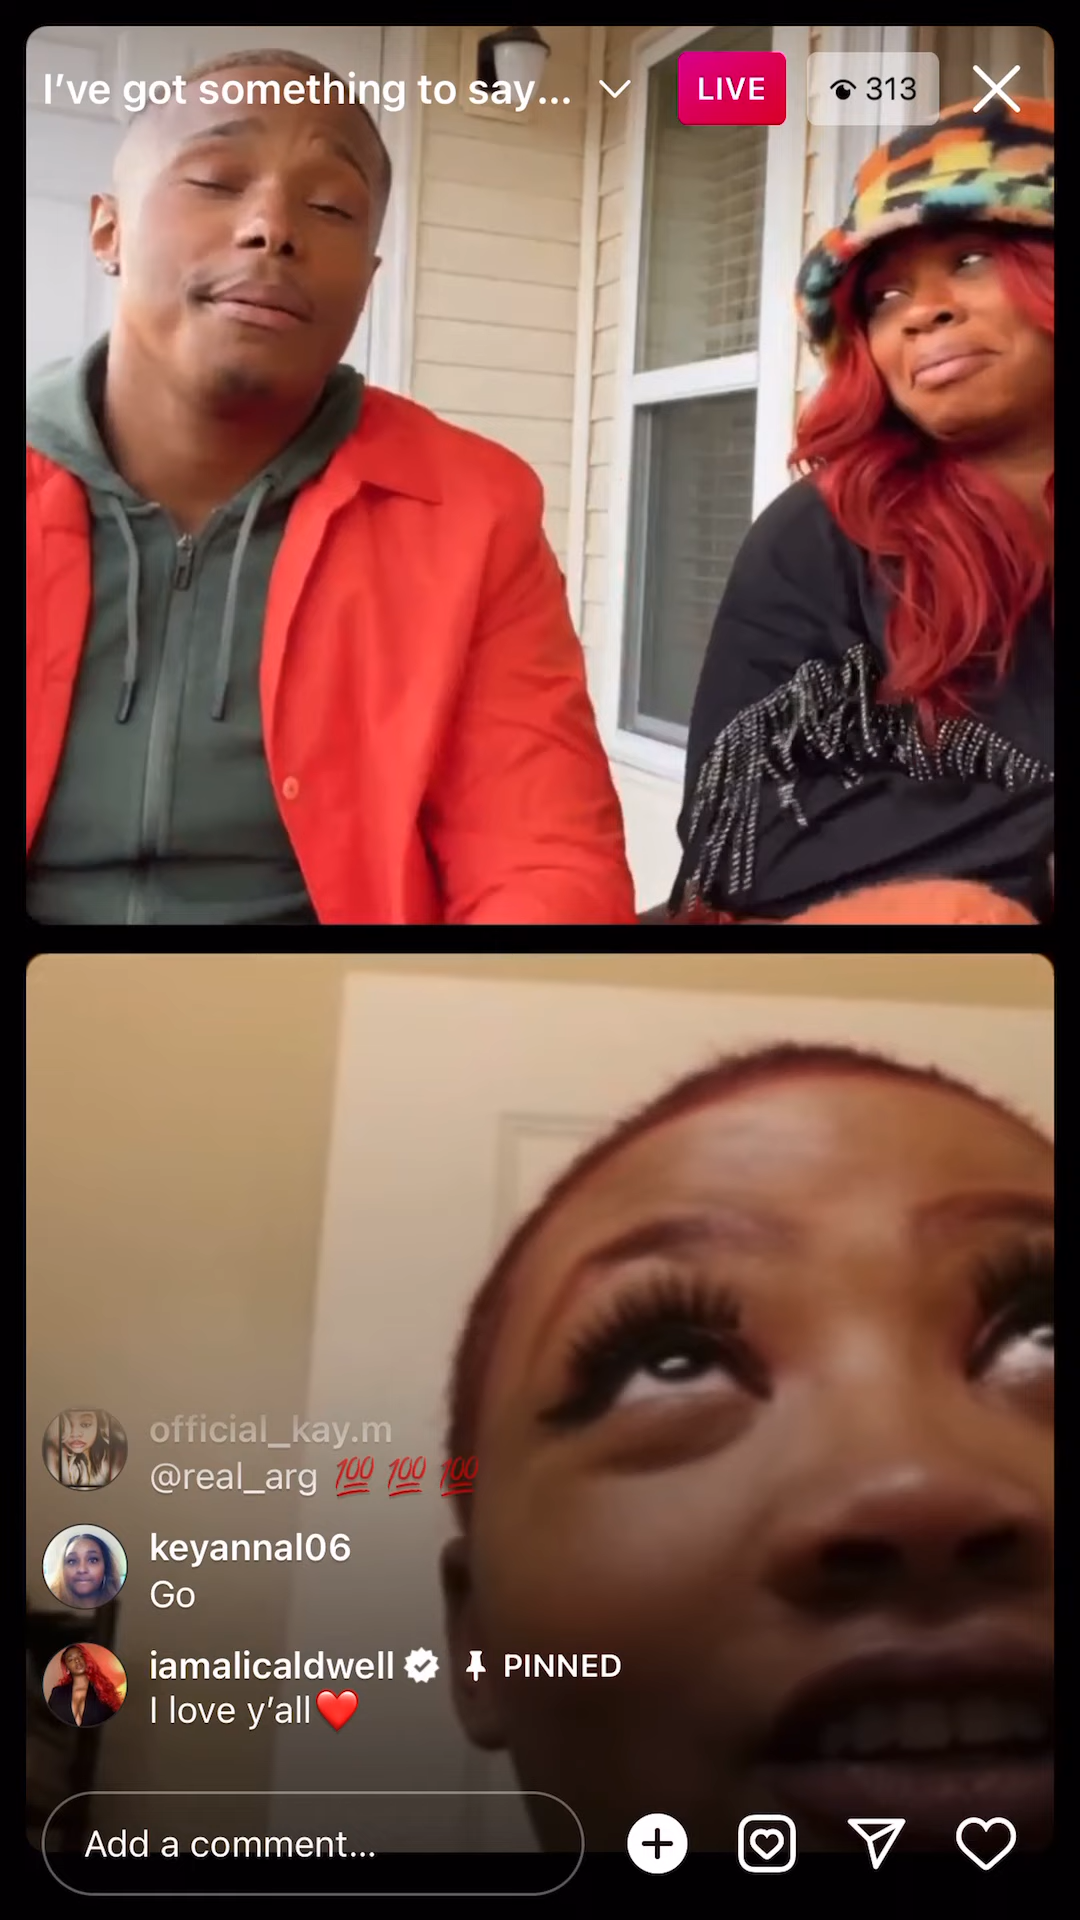 I’ve got something to say...
LIVE
313
official_kay.m
@real_arg 💯 💯 💯
keyannal06
Go
iamalicaldwell PINNED
I love y’all❤️
Add a comment...